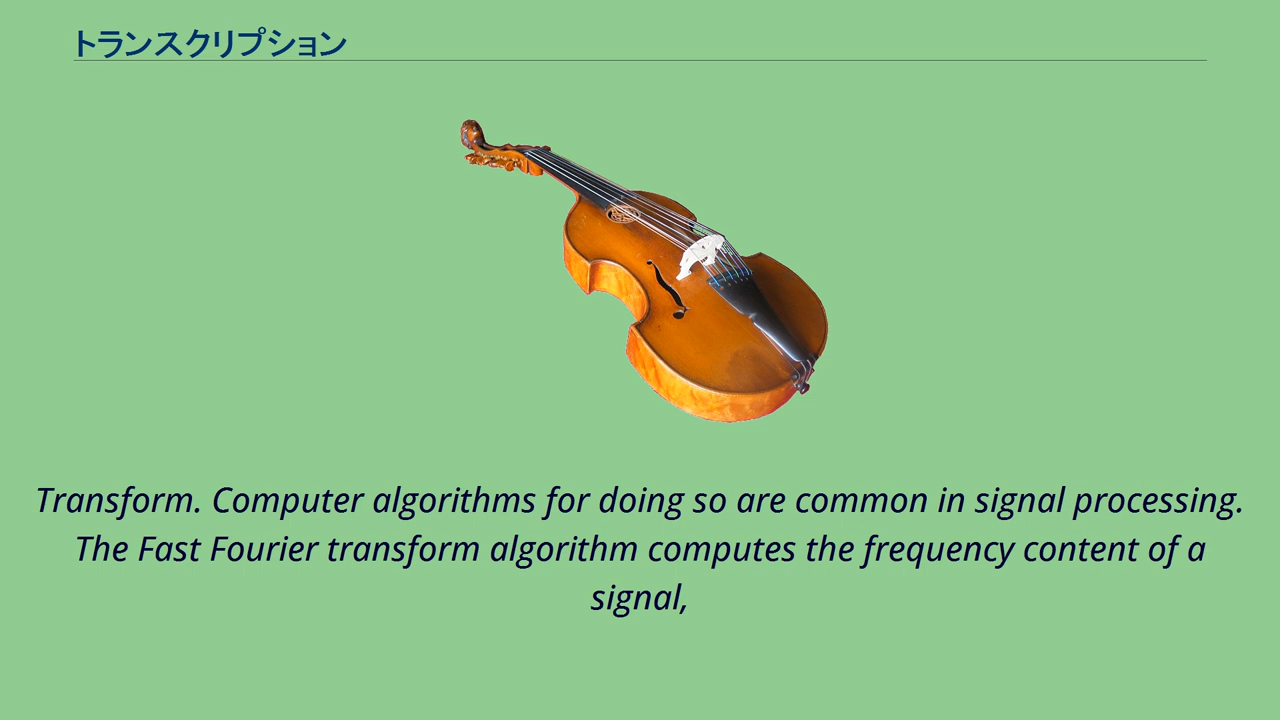 トランスクリプション
Transform. Computer algorithms for doing so are common in signal processing.
The Fast Fourier transform algorithm computes the frequency content of a
signal,